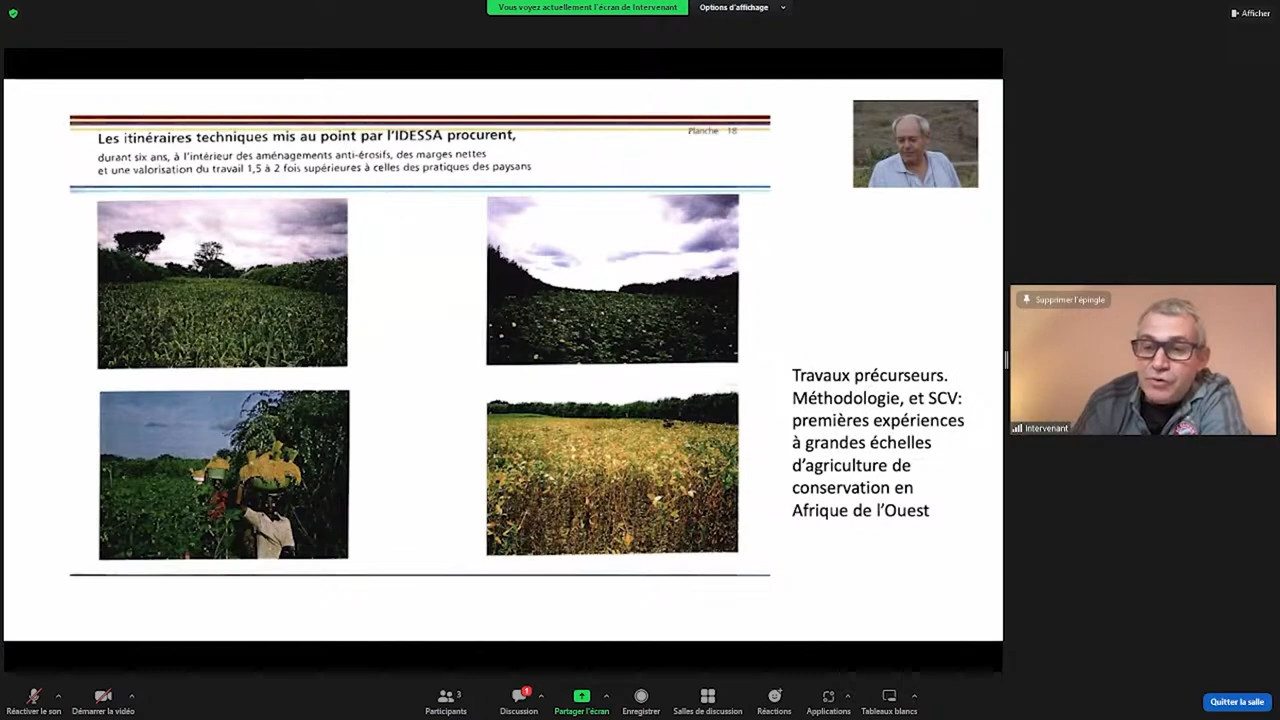 Vous voyez actuellement l'écran de Intervenant
Options d'affichage
Afficher
Les itinéraires techniques mis au point par l'IDESSA procurent,
Planche 18
durant six ans, à l'intérieur des aménagements anti-érosifs, des marges nettes
et une valorisation du travail 1,5 à 2 fois supérieures à celles des pratiques des paysans
Travaux précurseurs.
Méthodologie, et SCV:
premières expériences
à grandes échelles
d'agriculture de
conservation en
Afrique de l'Ouest
Supprimer l'épingle
Intervenant
Réactiver le son
Démarrer la vidéo
3
Participants
1
Discussion
Partager l'écran
Enregistrer
Salles de discussion
Réactions
Applications
Tableaux blancs
Quitter la salle